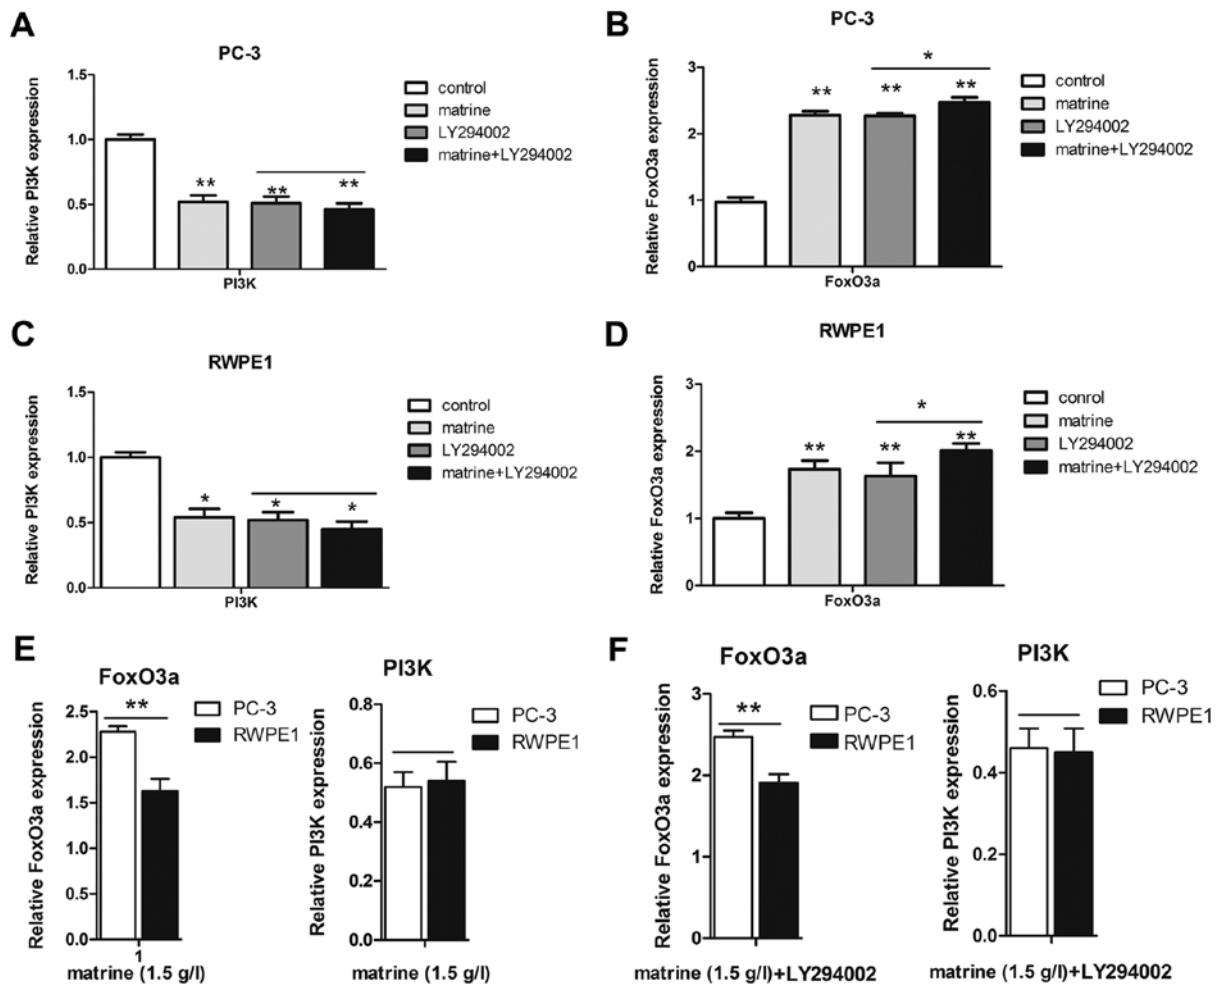 A
PC-3
Relative PI3K expression
1.5
1.0
0.5
0.0
**
**
**
PI3K
control
matrine
LY294002
matrine+LY294002
B
PC-3
Relative FoxO3a expression
3
2
1
0
**
**
**
*
FoxO3a
control
matrine
LY294002
matrine+LY294002
C
RWPE1
Relative PI3K expression
1.5
1.0
0.5
0.0
*
*
*
PI3K
control
matrine
LY294002
matrine+LY294002
D
RWPE1
Relative FoxO3a expression
3
2
1
0
**
**
**
*
FoxO3a
conrol
matrine
LY294002
matrine+LY294002
E
FoxO3a
Relative FoxO3a expression
2.5
2.0
1.5
2.0
0.5
0.0
**
PC-3
RWPE1
1
matrine (1.5 g/l)
PI3K
Relative PI3K expression
0.8
0.6
0.4
0.2
0.0
PC-3
RWPE1
matrine (1.5 g/l)
F
FoxO3a
Relative FoxO3a expression
3
2
1
0
**
PC-3
RWPE1
matrine (1.5 g/l)+LY294002
PI3K
Relative PI3K expression
0.6
0.4
0.2
0.0
PC-3
RWPE1
matrine (1.5 g/l)+LY294002